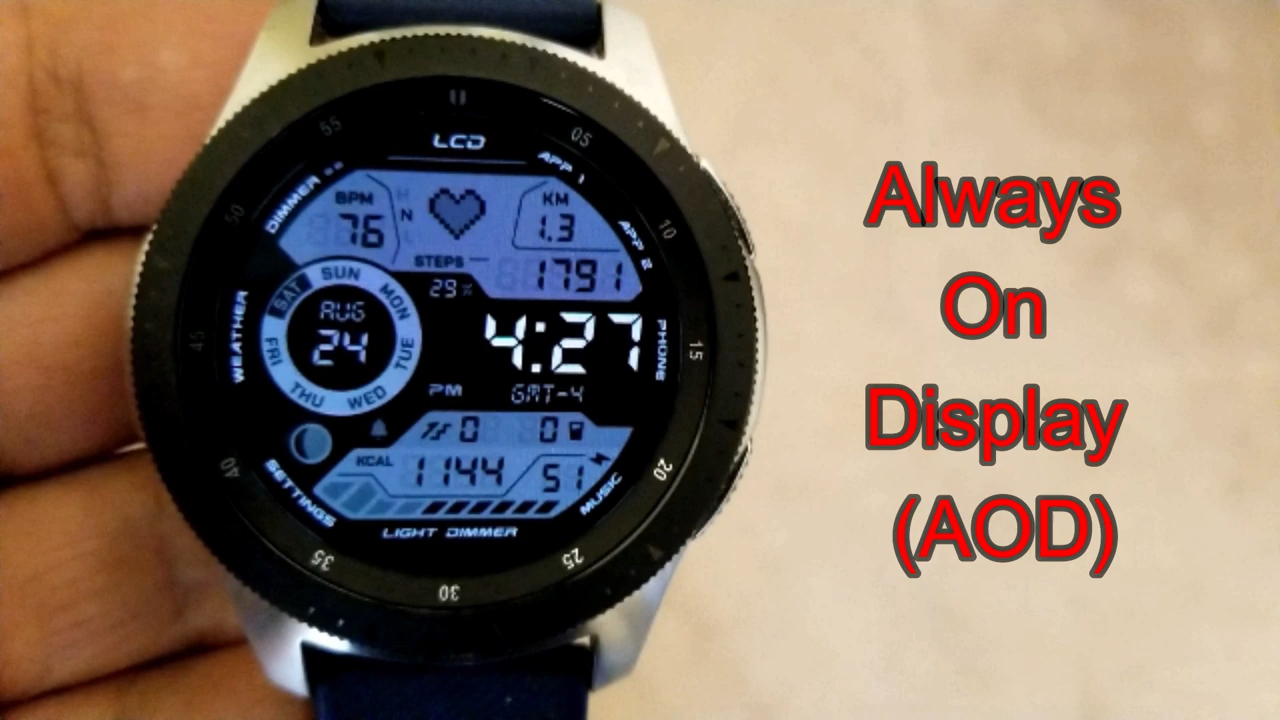 55
05
LCD
APP 1
DIMMER
BPM
H
N
KM
50
76
1.3
10
APP 2
STEPS
1791
29%
SUN
SAT
MON
AUG
4:27
WEATHER
45
24
PHONE
15
FRI
TUE
PM
GMT-4
THU
WED
0
0
KCAL
1144
51
40
SETTINGS
MUSIC
20
LIGHT DIMMER
35
25
30
Always
On
Display
(AOD)